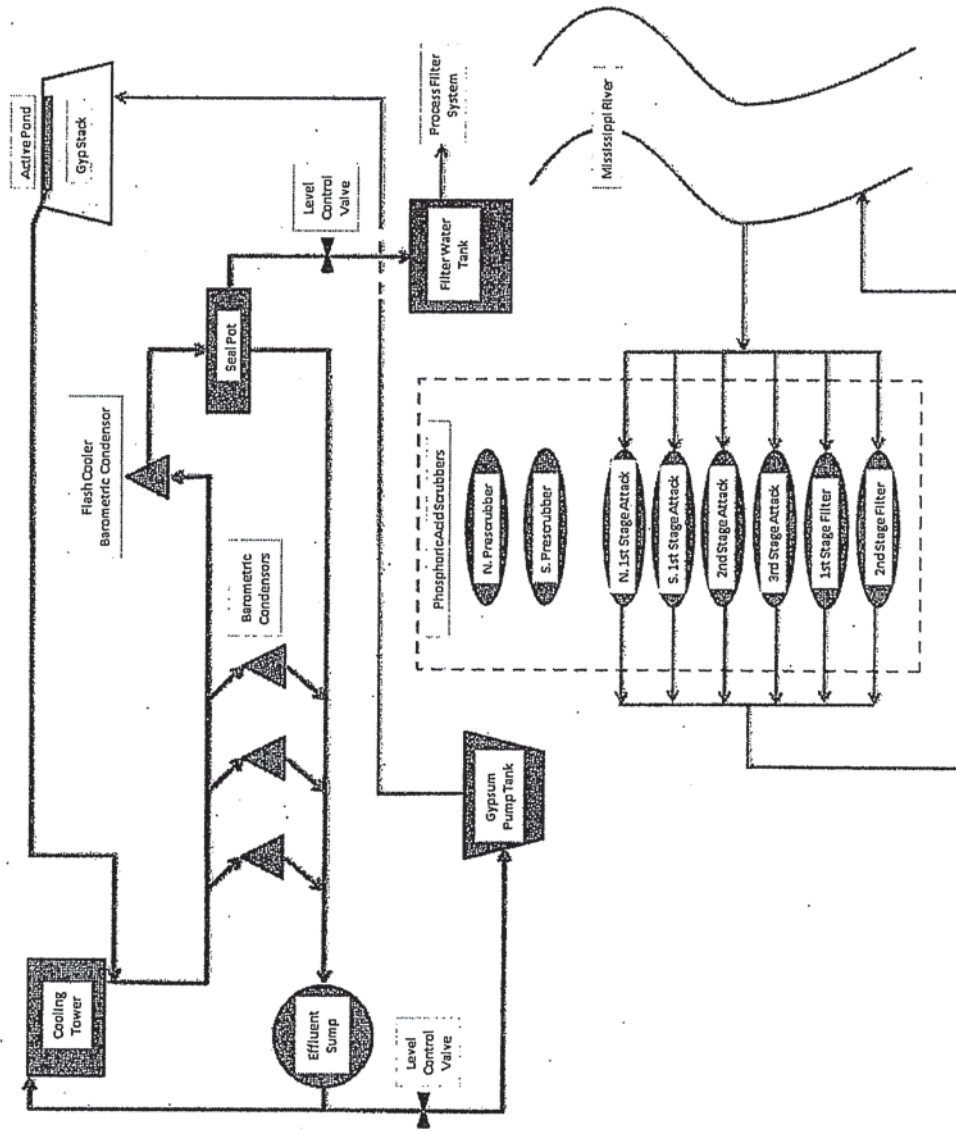 Active Pond
Gyp Stack
Flash Cooler
Barometric Condensor
Seal Pot
Level
Control
Valve
Filter Water
Tank
Process Filter
System
Barometric
Condensors
Cooling
Tower
Effluent
Sump
Level
Control
Valve
Gypsum
Pump Tank
Phosphoric Acid Scrubbers
N. Prescrubber
S. Prescrubber
N. 1st Stage Attack
S. 1st Stage Attack
2nd Stage Attack
3rd Stage Attack
1st Stage Filter
2nd Stage Filter
Mississippi River